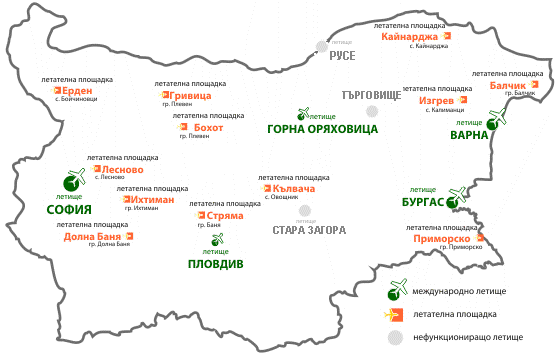 летателна площадка
Кайнарджа
с. Кайнарджа
летище
РУСЕ
летателна площадка
Ерден
с. Бойчиновци
летателна площадка
Гривица
гр. Плевен
ТЪРГОВИЩЕ
летателна площадка
Изгрев
с. Калиманци
летателна площадка
Балчик
гр. Балчик
летателна площадка
Бохот
гр. Плевен
летище
ГОРНА ОРЯХОВИЦА
летище
ВАРНА
летателна площадка
Лесново
с. Лесново
летище
СОФИЯ
летателна площадка
Ихтиман
гр. Ихтиман
летателна площадка
Кълвача
с. Овощник
летище
БУРГАС
летателна площадка
Стряма
гр. Баня
летище
СТАРА ЗАГОРА
летателна площадка
Долна Баня
гр. Долна Баня
летище
ПЛОВДИВ
летателна площадка
Приморско
гр. Приморско
международно летище
летателна площадка
нефункциониращо летище